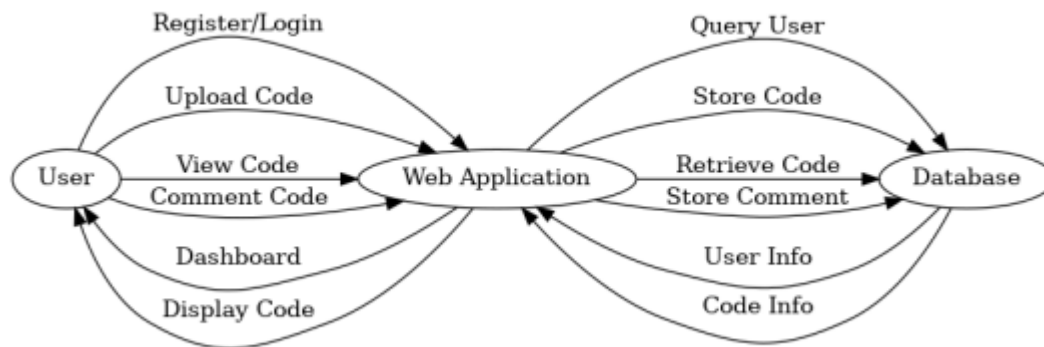 Register/Login
Query User
Upload Code
Store Code
User
View Code
Web Application
Retrieve Code
Database
Comment Code
Store Comment
Dashboard
User Info
Display Code
Code Info